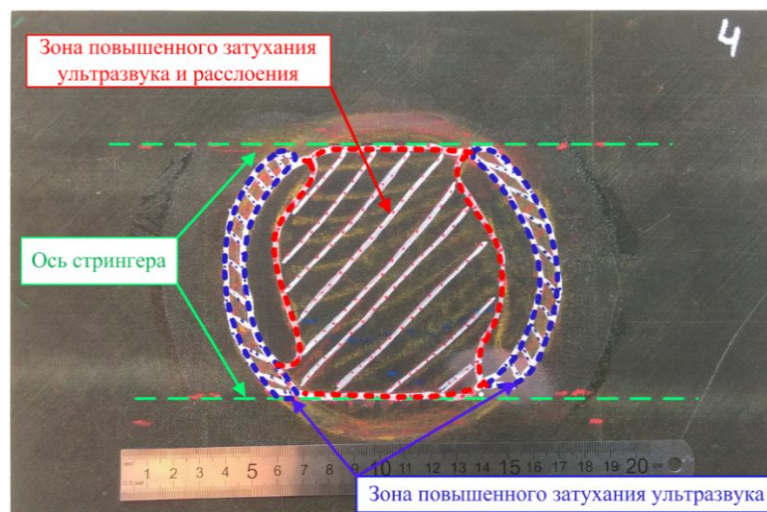 Зона повышенного затухания
ультразвука и расслоения
4
Ось стрингера
1 2 3 4 5 6 7 8 9 10 11 12 13 14 15 16 17 18 19 20
Зона повышенного затухания ультразвука